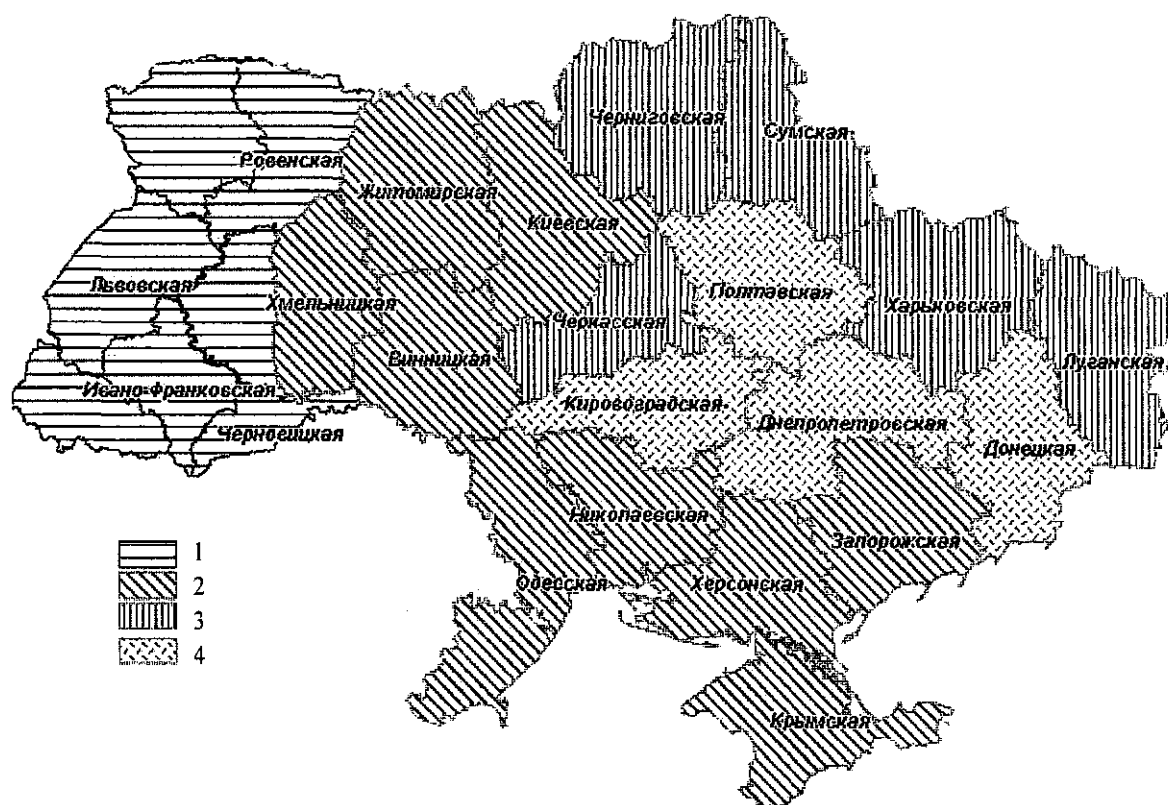 Черниговская
Сумская
Ровенская
Житомирская
Киевская
Львовская
Хмельницкая
Полтавская
Харьковская
Черкасская
Винницкая
Луганская
Ивано-Франковская
Кировоградская
Днепропетровская
Черновицкая
Донецкая
Николаевская
Запорожская
Одесская
Херсонская
Крымская
1
2
3
4